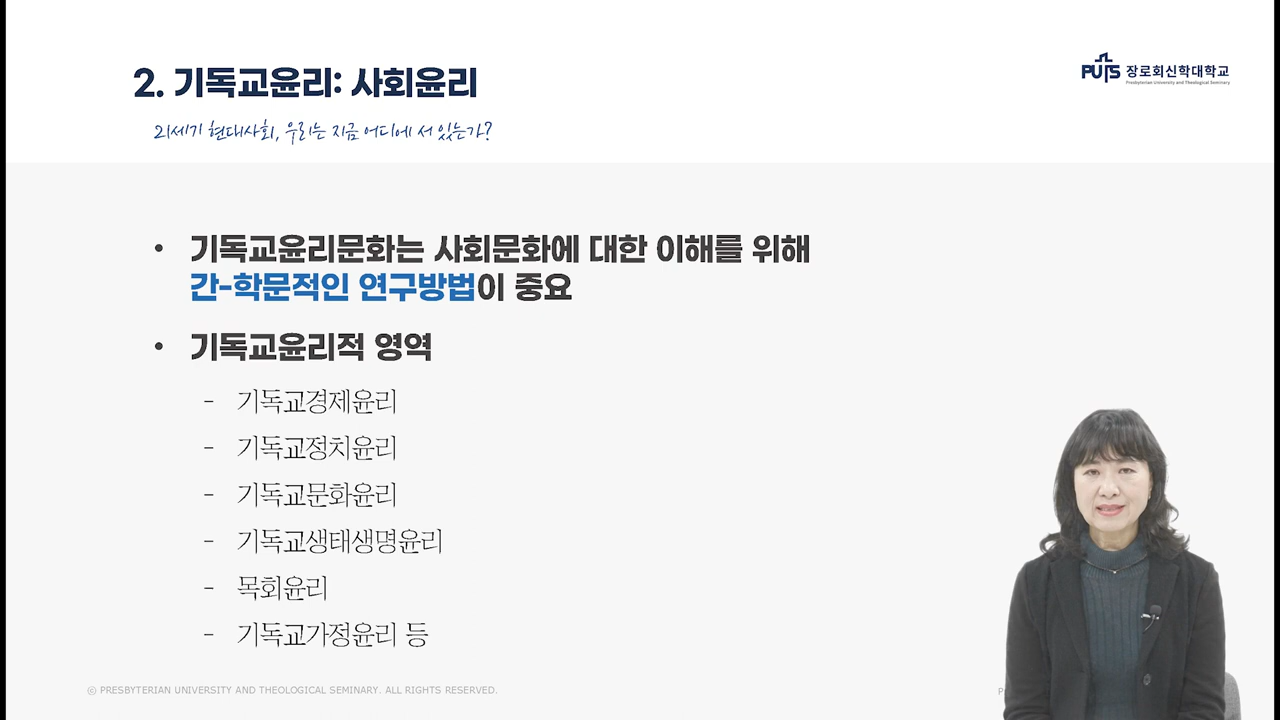 2. 기독교윤리: 사회윤리
21세기 현대사회, 우리는 지금 어디에 서 있는가?
PUTS 장로회신학대학교
Presbyterian University and Theological Seminary
• 기독교윤리문화는 사회문화에 대한 이해를 위해
간-학문적인 연구방법이 중요
• 기독교윤리적 영역
- 기독교경제윤리
- 기독교정치윤리
- 기독교문화윤리
- 기독교생태생명윤리
- 목회윤리
- 기독교가정윤리 등
© PRESBYTERIAN UNIVERSITY AND THEOLOGICAL SEMINARY. ALL RIGHTS RESERVED.